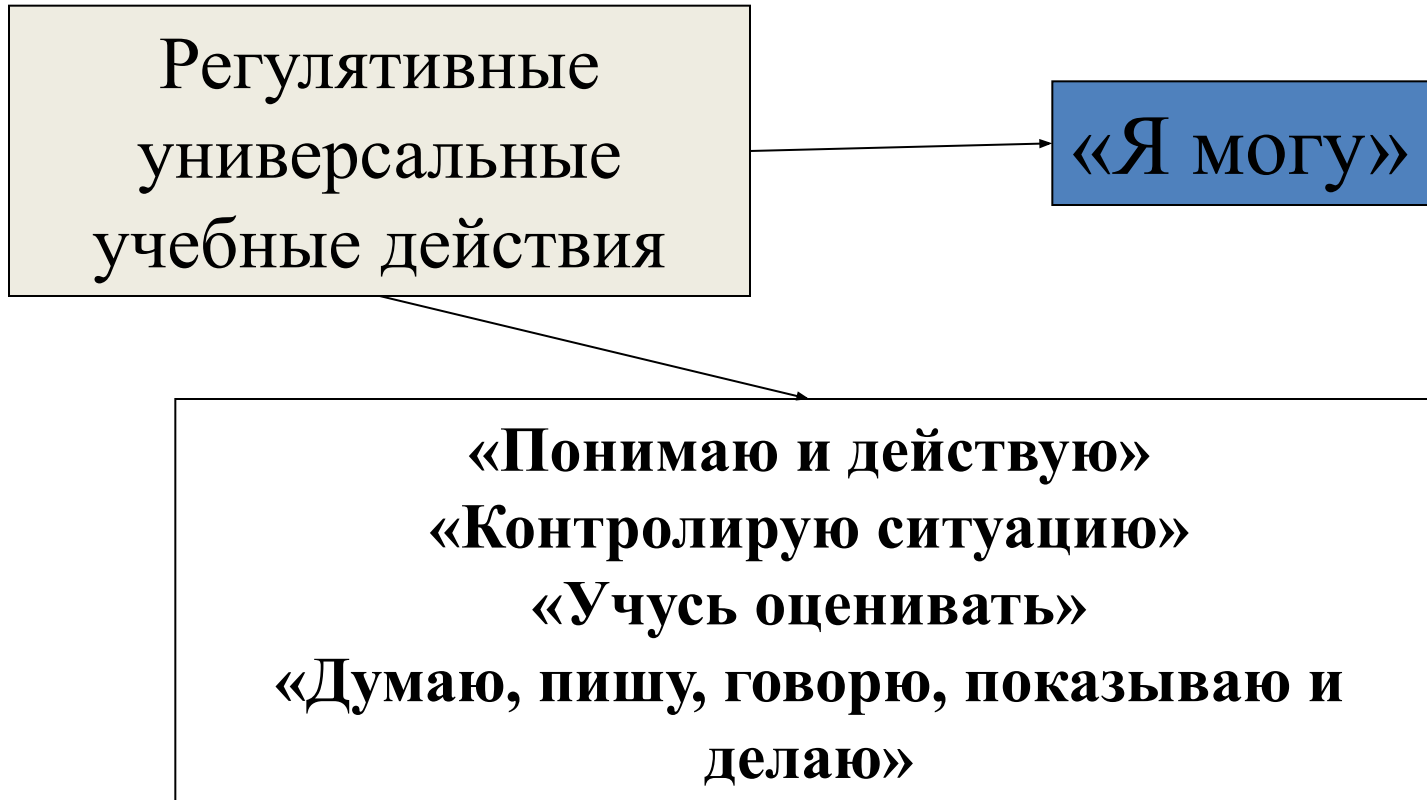 Регулятивные
универсальные
учебные действия
«Я могу»
«Понимаю и действую»
«Контролирую ситуацию»
«Учусь оценивать»
«Думаю, пишу, говорю, показываю и
делаю»